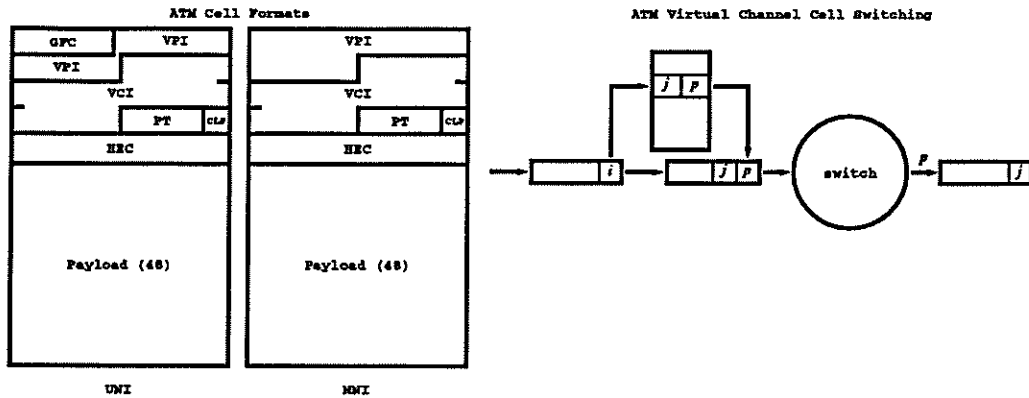 ATM Cell Formats
GFC VPI
VPI
VCI
PT CLP
HEC
Payload (48)
UNI
VPI
VCI
PT CLP
HEC
Payload (48)
NNI
ATM Virtual Channel Cell Switching
j p
i
j p
switch
p
j